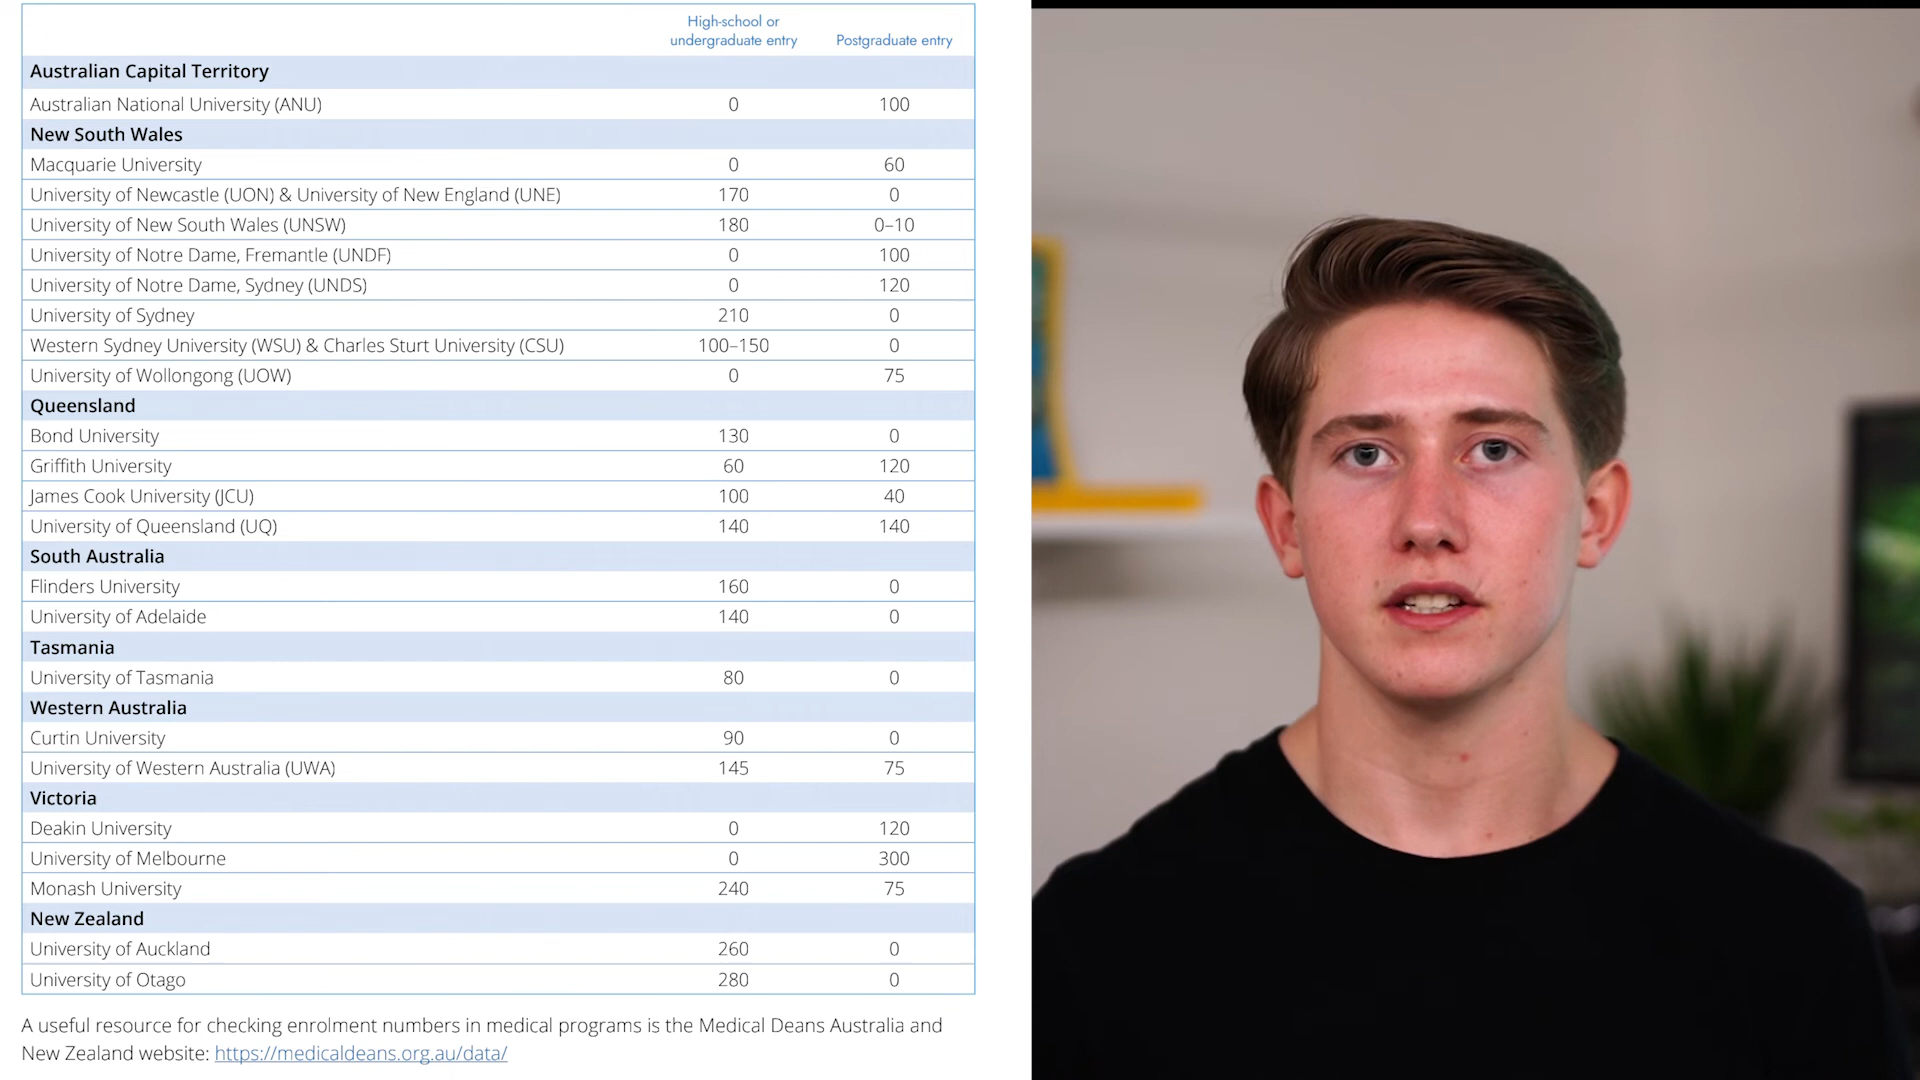 High-school or
undergraduate entry Postgraduate entry
Australian Capital Territory
Australian National University (ANU) 0 100
New South Wales
Macquarie University 0 60
University of Newcastle (UON) & University of New England (UNE) 170 0
University of New South Wales (UNSW) 180 0–10
University of Notre Dame, Fremantle (UNDF) 0 100
University of Notre Dame, Sydney (UNDS) 0 120
University of Sydney 210 0
Western Sydney University (WSU) & Charles Sturt University (CSU) 100–150 0
University of Wollongong (UOW) 0 75
Queensland
Bond University 130 0
Griffith University 60 120
James Cook University (JCU) 100 40
University of Queensland (UQ) 140 140
South Australia
Flinders University 160 0
University of Adelaide 140 0
Tasmania
University of Tasmania 80 0
Western Australia
Curtin University 90 0
University of Western Australia (UWA) 145 75
Victoria
Deakin University 0 120
University of Melbourne 0 300
Monash University 240 75
New Zealand
University of Auckland 260 0
University of Otago 280 0
A useful resource for checking enrolment numbers in medical programs is the Medical Deans Australia and
New Zealand website: https://medicaldeans.org.au/data/